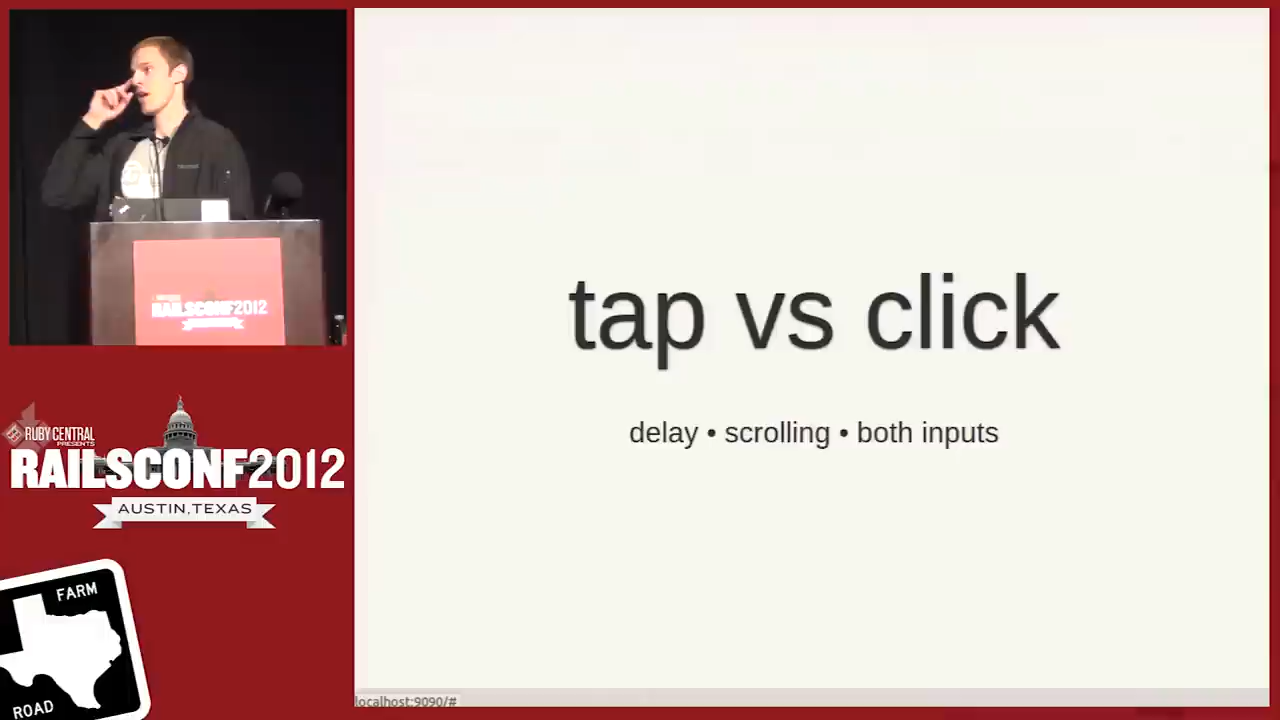 tap vs click
delay • scrolling • both inputs
localhost:9090/#
RAILSCONF2012
RUBY CENTRAL
PRESENTS
RAILSCONF2012
AUSTIN, TEXAS
FARM
ROAD